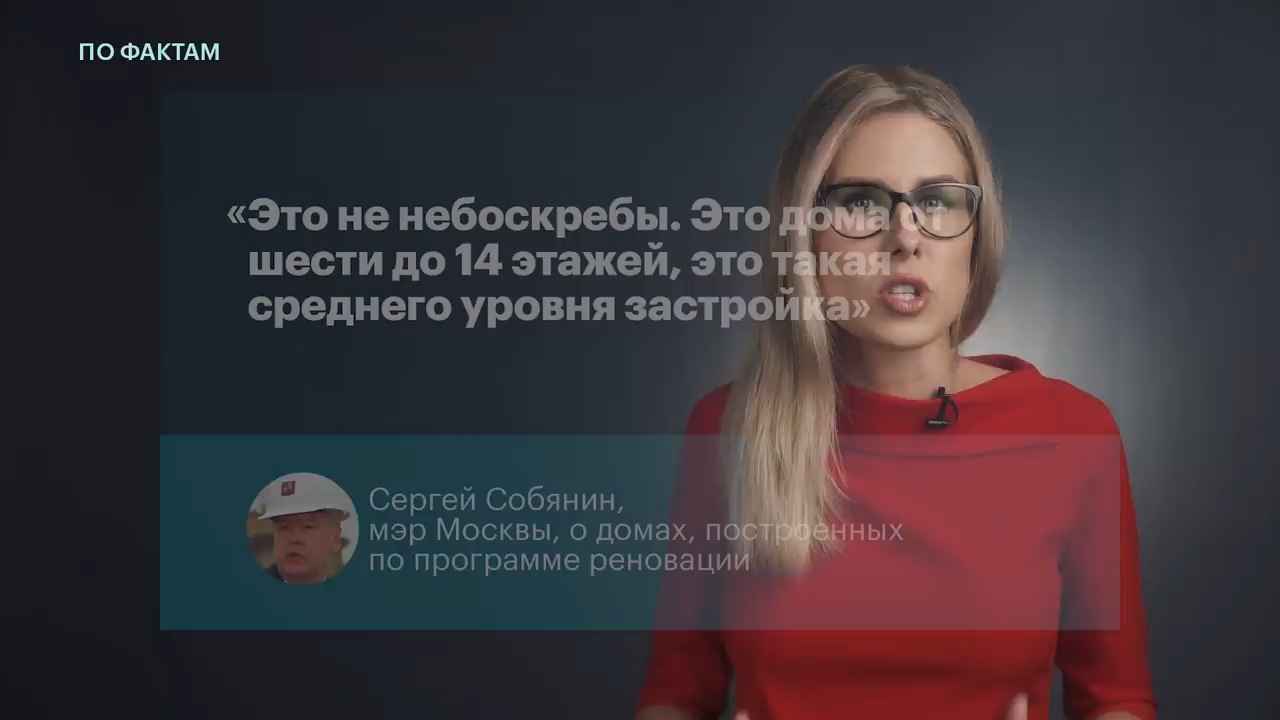 ПО ФАКТАМ
«Это не небоскребы. Это дома от
шести до 14 этажей, это такая
среднего уровня застройка»
Сергей Собянин,
мэр Москвы, о домах, построенных
по программе реновации